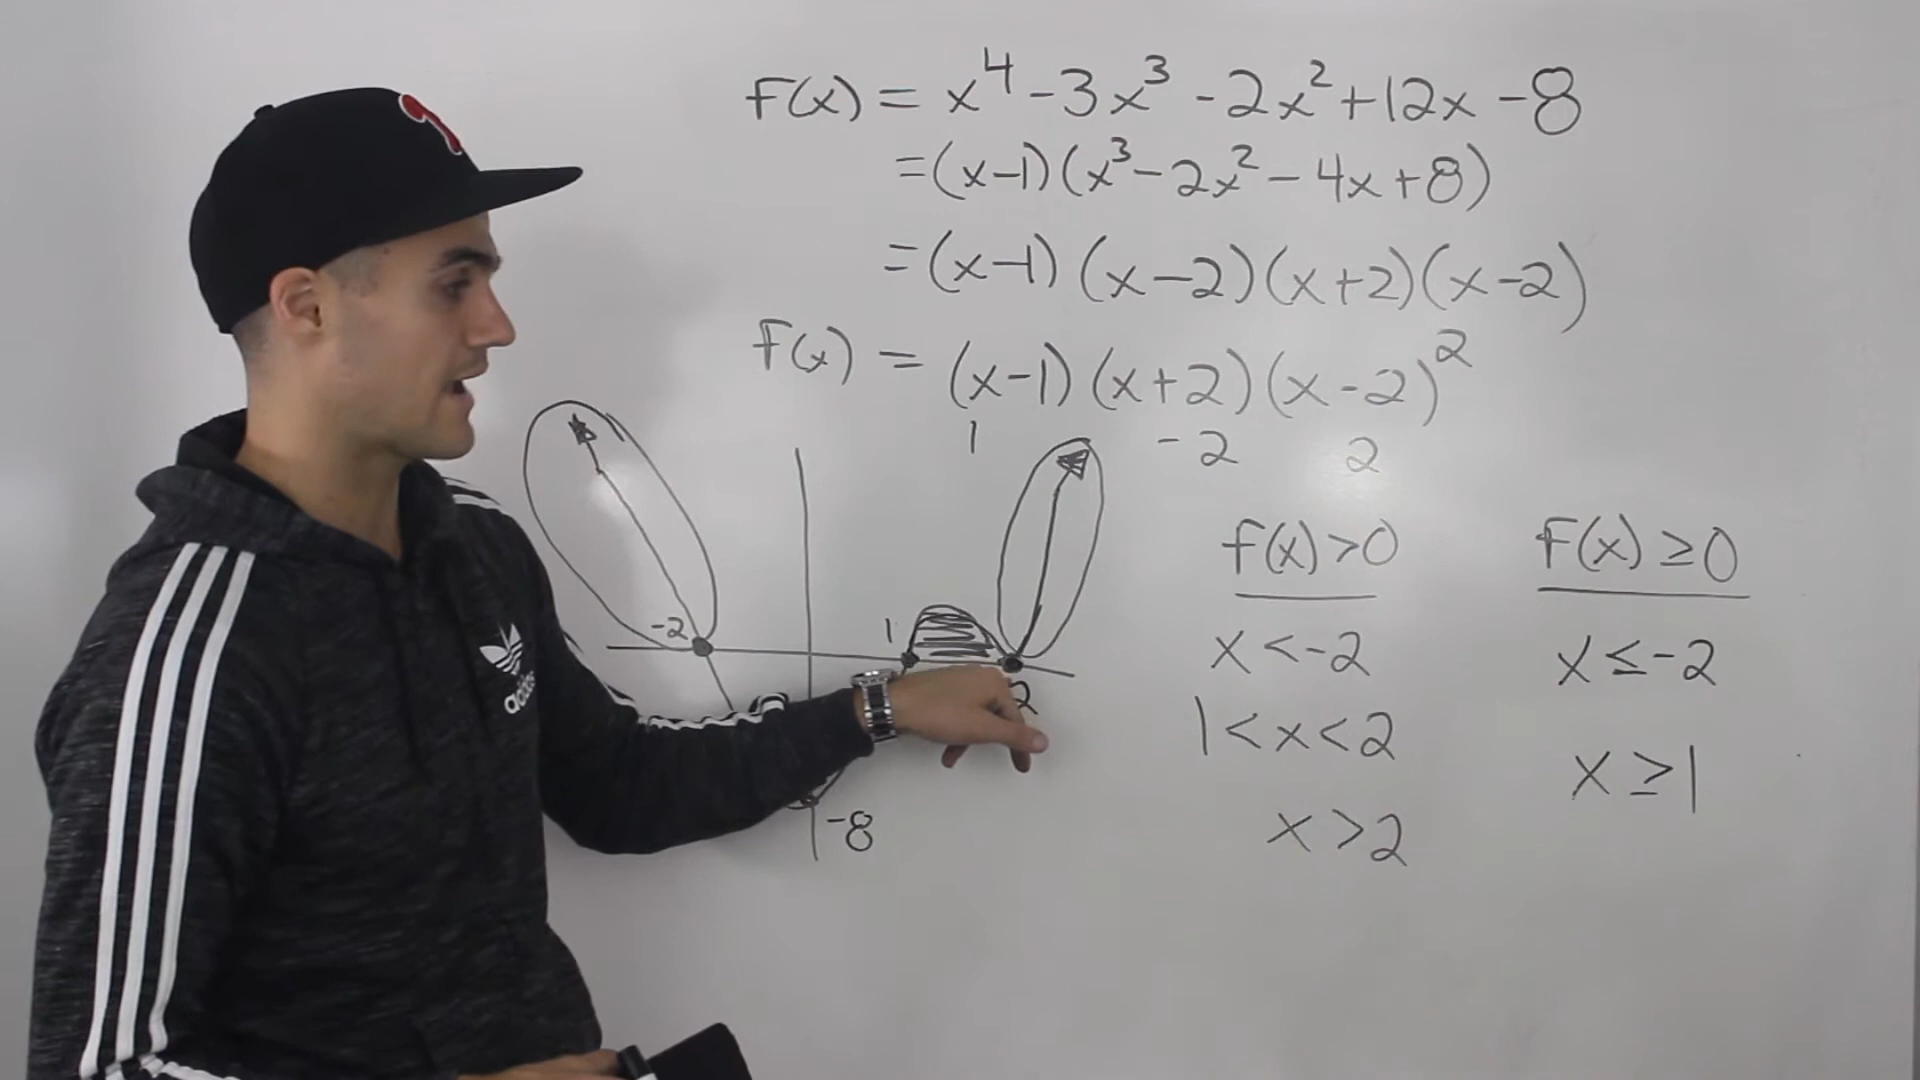 f(x) = x⁴ - 3x³ - 2x² + 12x - 8
= (x-1)(x³ - 2x² - 4x + 8)
= (x-1)(x-2)(x+2)(x-2)
f(x) = (x-1)(x+2)(x-2)²
1 -2 2
-2 1 2
-8
f(x) > 0
x < -2
1 < x < 2
x > 2
f(x) ≥ 0
x ≤ -2
x ≥ 1
adidas